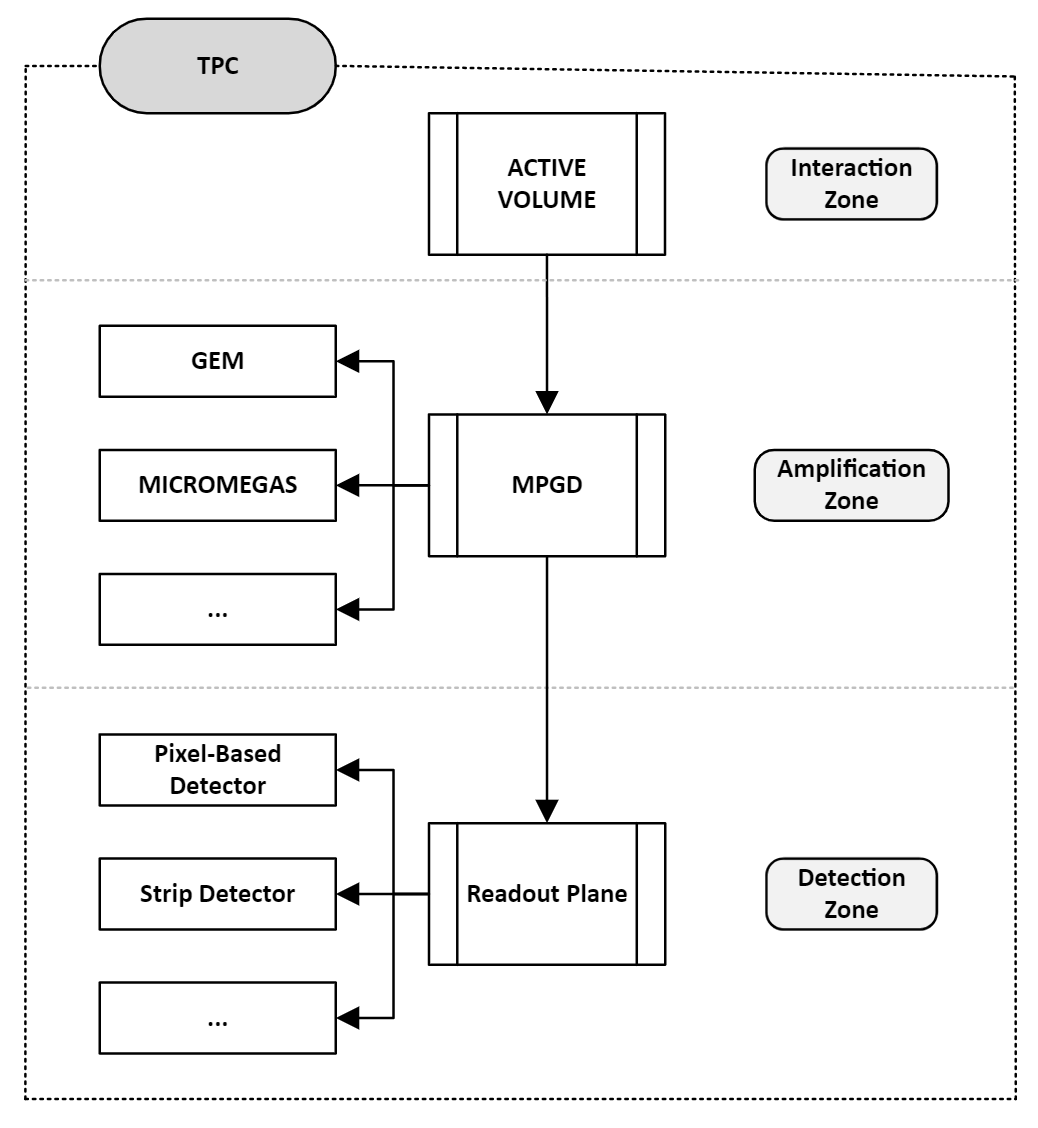 TPC
ACTIVE
VOLUME
Interaction
Zone
GEM
MICROMEGAS
...
MPGD
Amplification
Zone
Pixel-Based
Detector
Strip Detector
...
Readout Plane
Detection
Zone